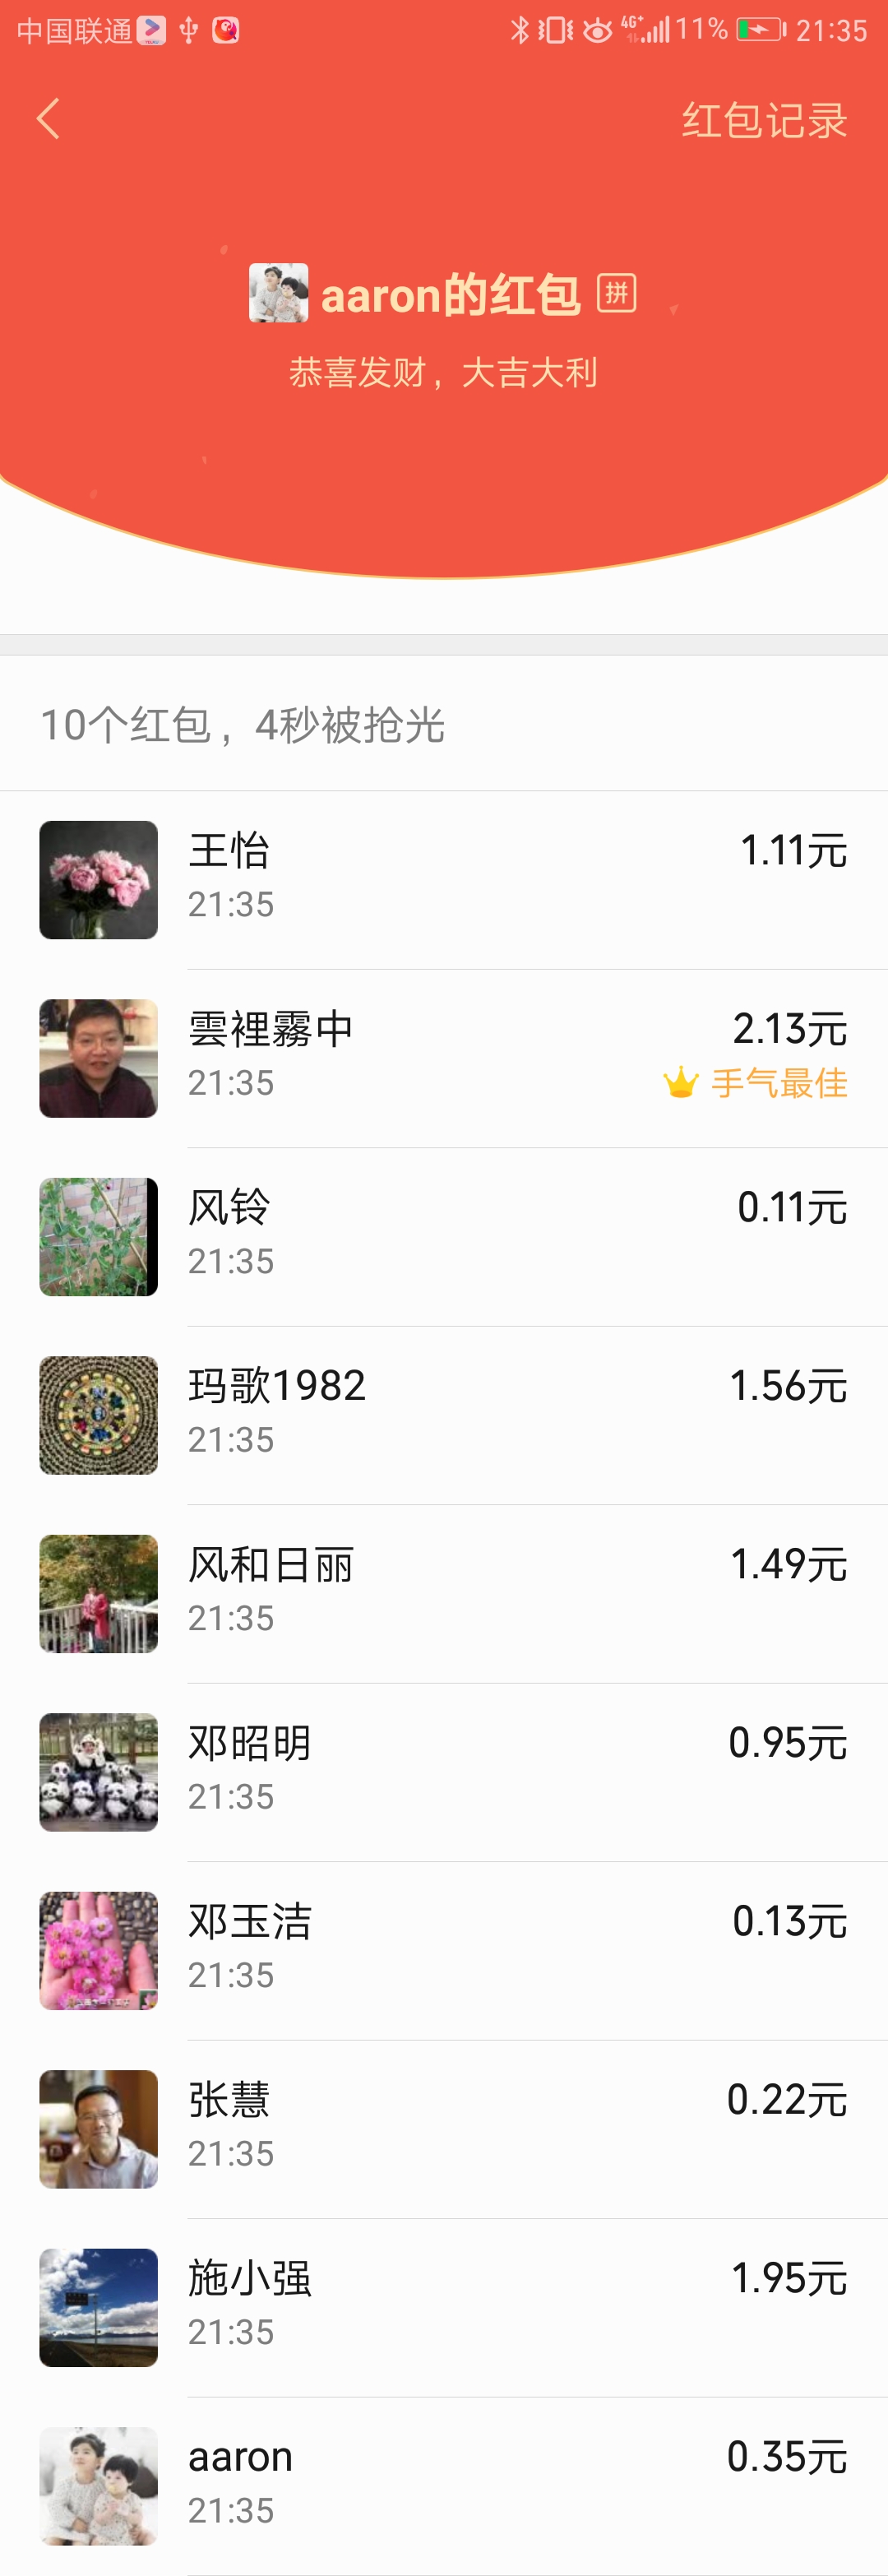 中国联通 4G+ 11% 21:35
红包记录
aaron的红包 拼
恭喜发财，大吉大利
10个红包，4秒被抢光
王怡 1.11元
21:35
雲裡霧中 2.13元
21:35 手气最佳
风铃 0.11元
21:35
玛歌1982 1.56元
21:35
风和日丽 1.49元
21:35
邓昭明 0.95元
21:35
邓玉洁 0.13元
21:35
张慧 0.22元
21:35
施小强 1.95元
21:35
aaron 0.35元
21:35